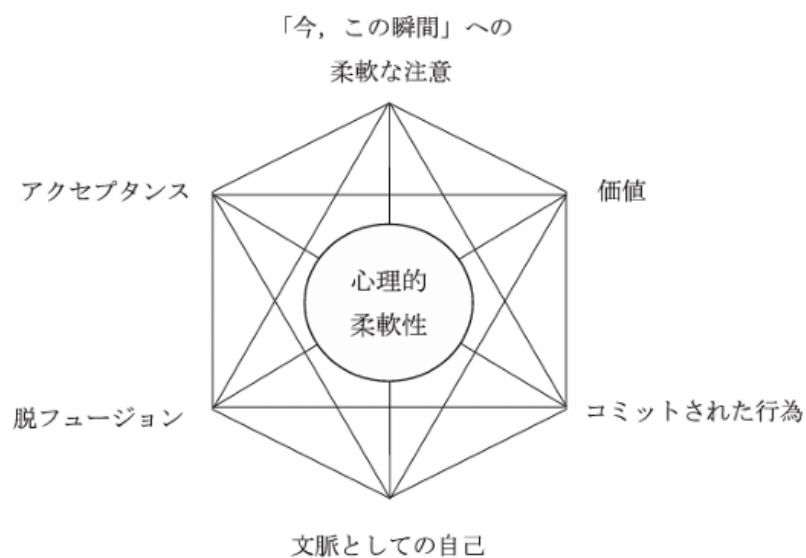 「今，この瞬間」への
柔軟な注意
アクセプタンス
価値
心理的
柔軟性
脱フュージョン
コミットされた行為
文脈としての自己